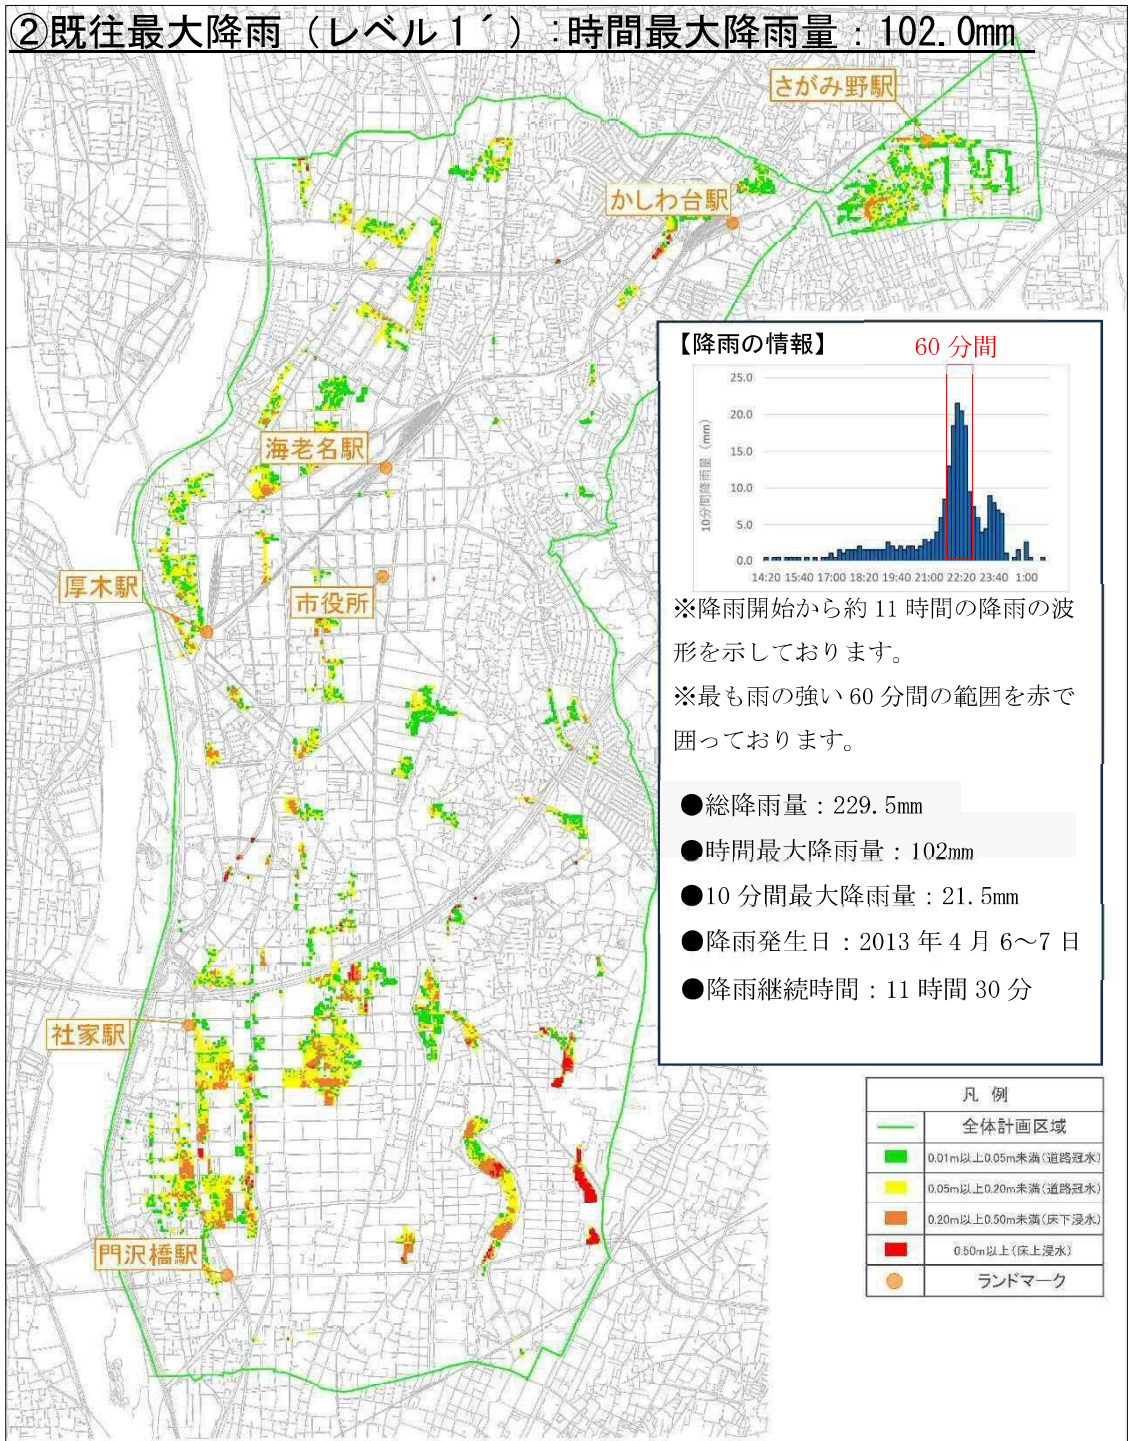 ②既往最大降雨（レベル１´）：時間最大降雨量：102.0mm
さがみ野駅
かしわ台駅
海老名駅
厚木駅
市役所
社家駅
門沢橋駅
【降雨の情報】
60 分間
10分間降雨量（mm）
25.0
20.0
15.0
10.0
5.0
0.0
14:20 15:40 17:00 18:20 19:40 21:00 22:20 23:40 1:00
※降雨開始から約 11 時間の降雨の波
形を示しております。
※最も雨の強い 60 分間の範囲を赤で
囲っております。
●総降雨量：229.5mm
●時間最大降雨量：102mm
●10 分間最大降雨量：21.5mm
●降雨発生日：2013 年 4 月 6～7 日
●降雨継続時間：11 時間 30 分
凡 例
全体計画区域
0.01m以上0.05m未満(道路冠水)
0.05m以上0.20m未満(道路冠水)
0.20m以上0.50m未満(床下浸水)
0.50m以上(床上浸水)
ランドマーク